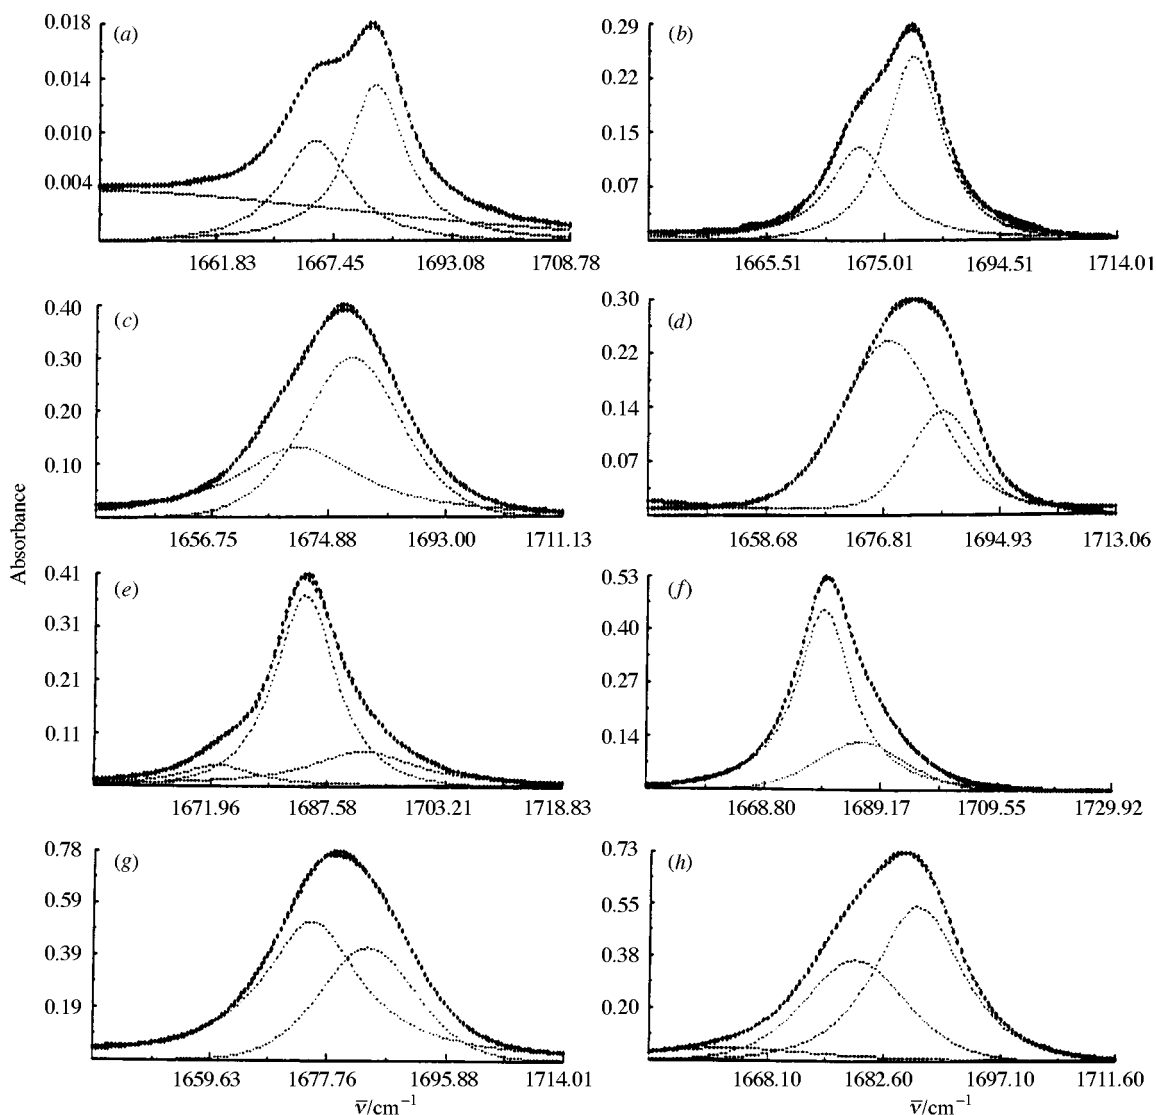 (a)
0.018
0.014
0.010
0.004
1661.83 1667.45 1693.08 1708.78
(b)
0.29
0.22
0.15
0.07
1665.51 1675.01 1694.51 1714.01
(c)
0.40
0.30
0.20
0.10
1656.75 1674.88 1693.00 1711.13
(d)
0.30
0.22
0.14
0.07
1658.68 1676.81 1694.93 1713.06
Absorbance
(e)
0.41
0.31
0.21
0.11
1671.96 1687.58 1703.21 1718.83
(f)
0.53
0.40
0.27
0.14
1668.80 1689.17 1709.55 1729.92
(g)
0.78
0.59
0.39
0.19
1659.63 1677.76 1695.88 1714.01
ν̅/cm⁻¹
(h)
0.73
0.55
0.38
0.20
1668.10 1682.60 1697.10 1711.60
ν̅/cm⁻¹